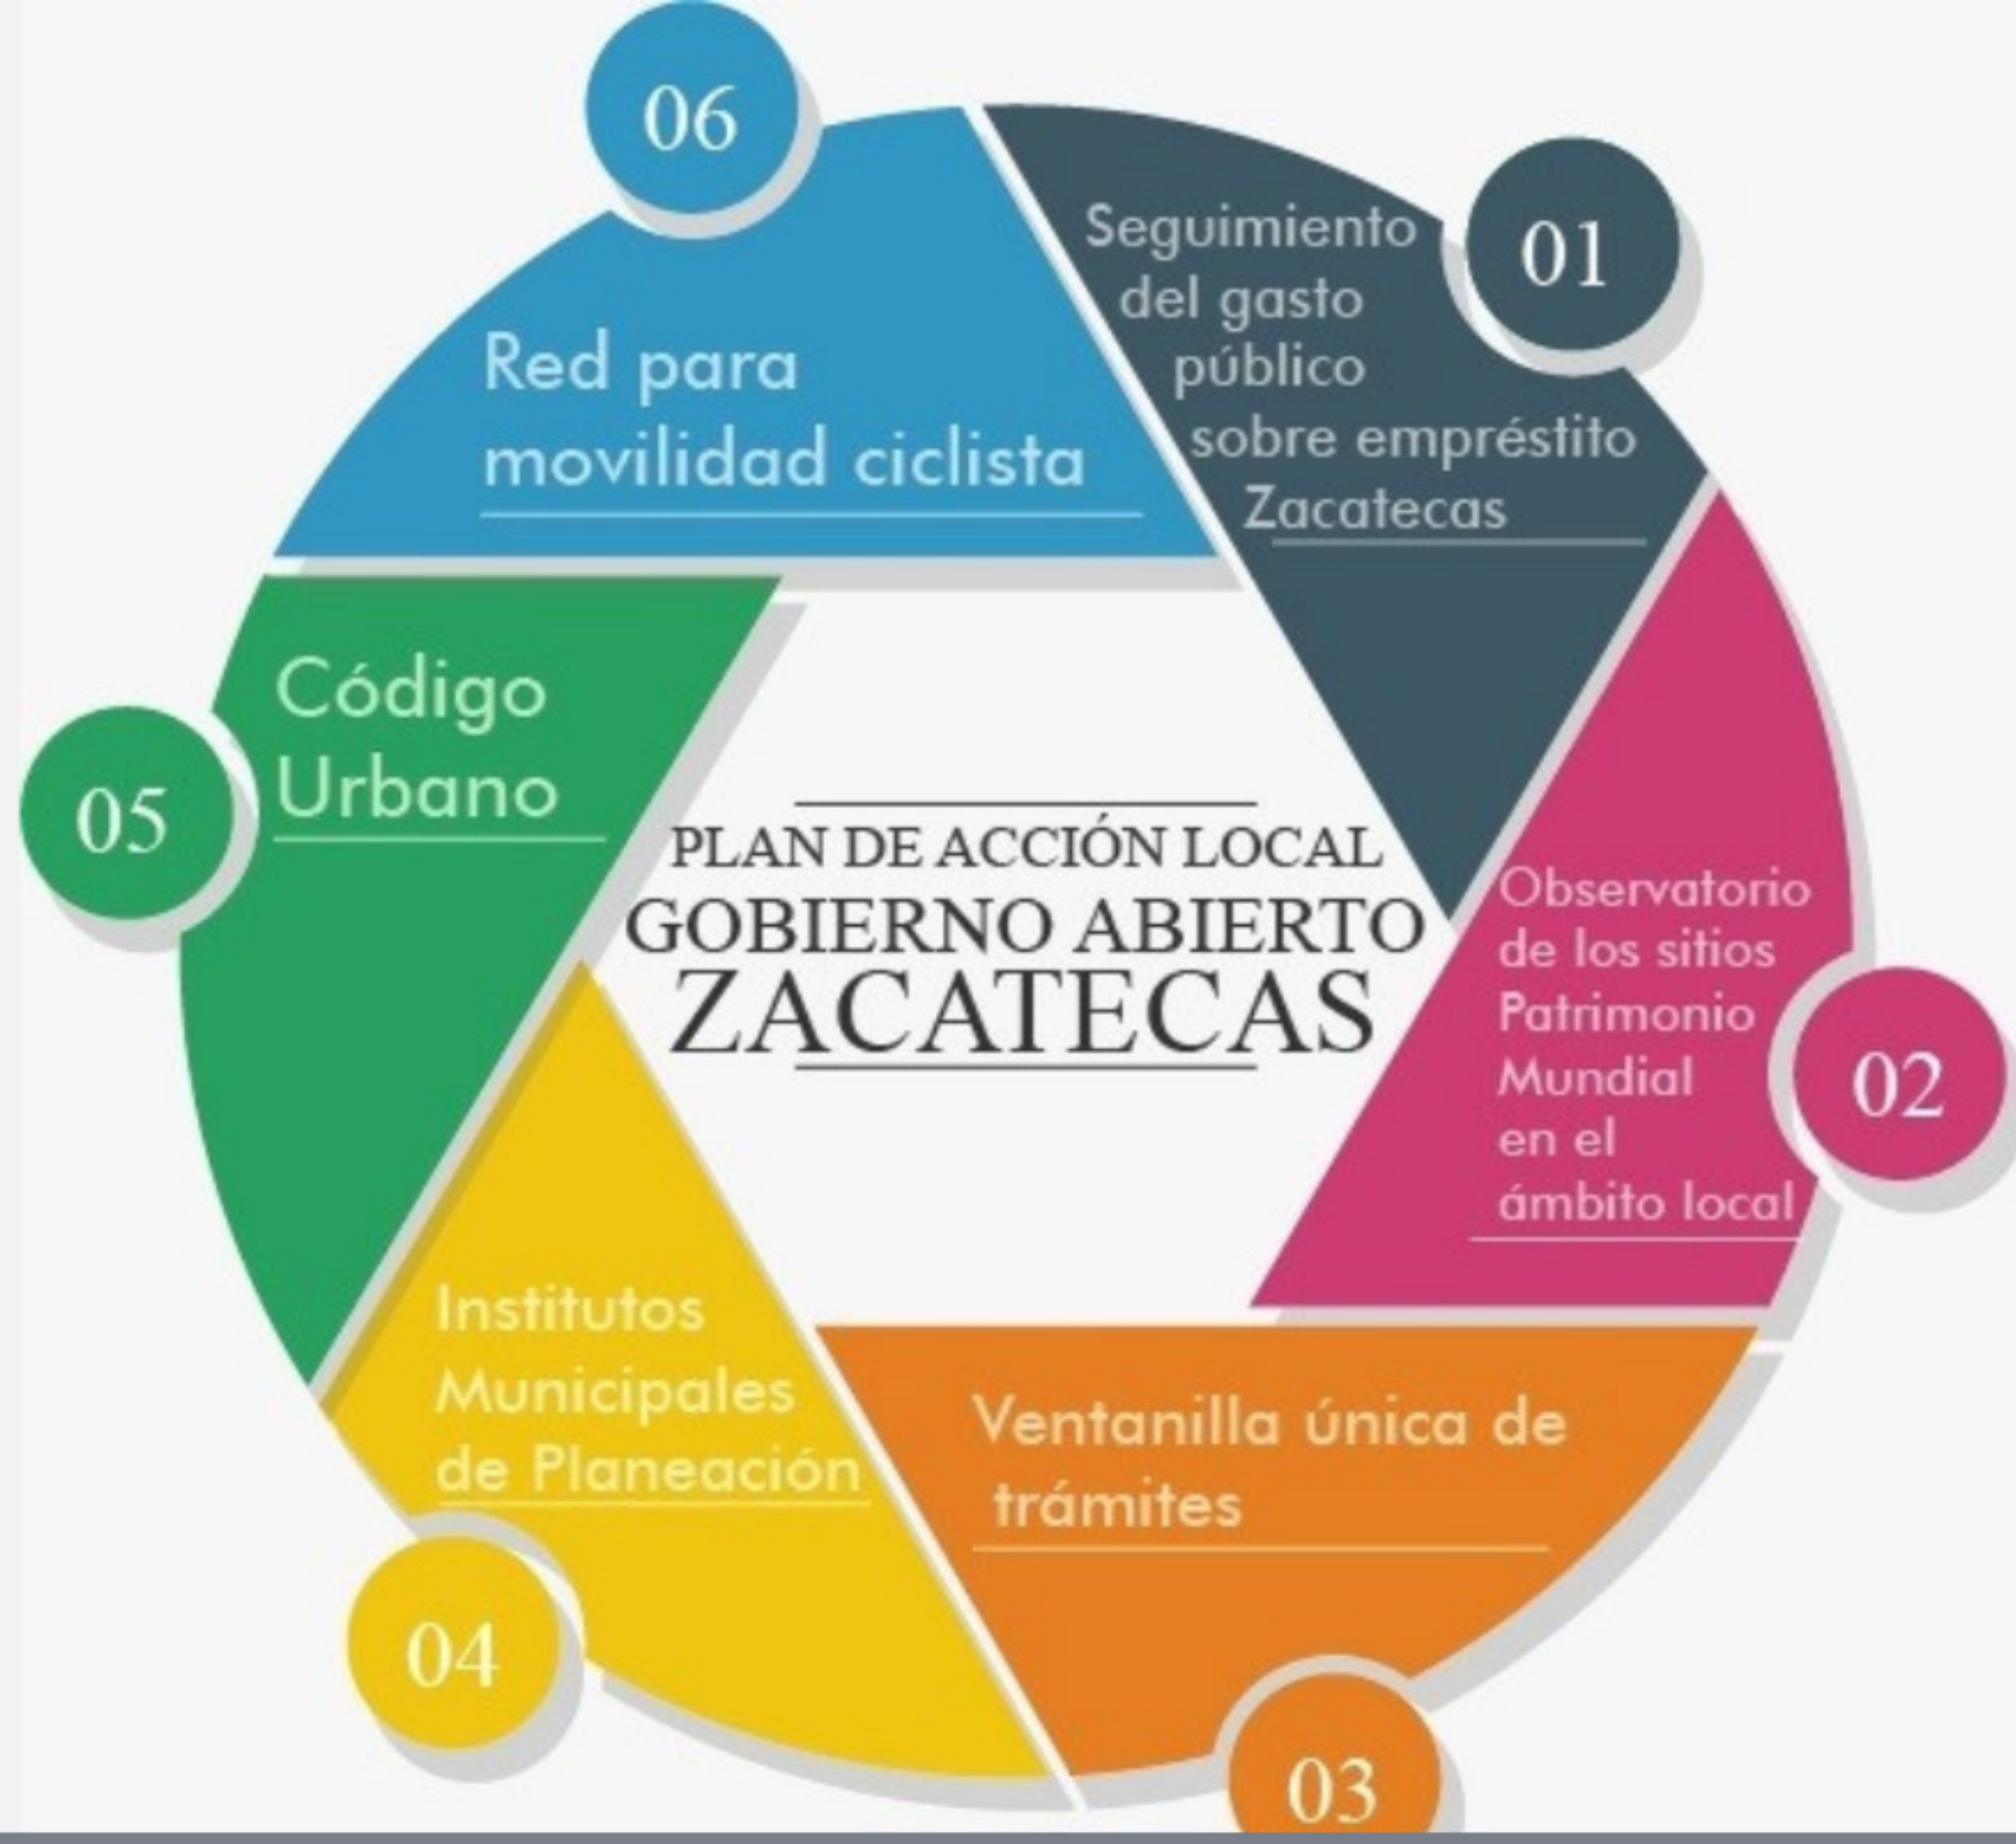 06
Red para
movilidad ciclista
01
Seguimiento
del gasto
público
sobre empréstito
Zacatecas
05
Código
Urbano
PLAN DE ACCIÓN LOCAL
GOBIERNO ABIERTO
ZACATECAS
Observatorio
de los sitios
Patrimonio
Mundial
en el
ámbito local
02
Institutos
Municipales
de Planeación
04
Ventanilla única de
trámites
03